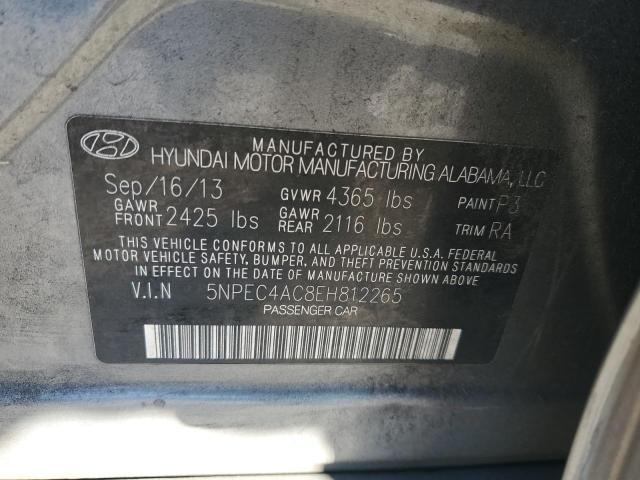 MANUFACTURED BY
HYUNDAI MOTOR MANUFACTURING ALABAMA, LLC
Sep/16/13 GVWR 4365 lbs PAINT P3
GAWR FRONT 2425 lbs GAWR REAR 2116 lbs TRIM RA
THIS VEHICLE CONFORMS TO ALL APPLICABLE U.S.A. FEDERAL
MOTOR VEHICLE SAFETY, BUMPER, AND THEFT PREVENTION STANDARDS
IN EFFECT ON THE DATE OF MANUFACTURE SHOWN ABOVE
V.I.N 5NPEC4AC8EH812265
PASSENGER CAR